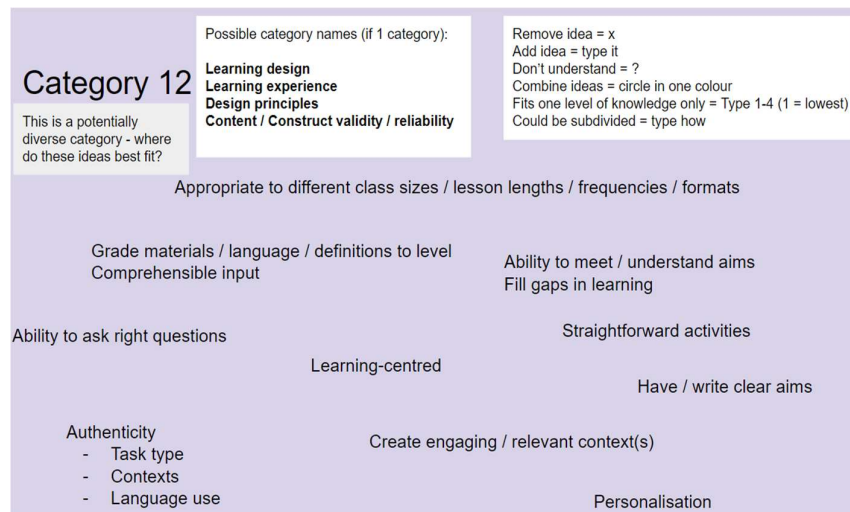 Category 12
This is a potentially
diverse category - where
do these ideas best fit?
Possible category names (if 1 category):
Learning design
Learning experience
Design principles
Content / Construct validity / reliability
Remove idea = x
Add idea = type it
Don't understand = ?
Combine ideas = circle in one colour
Fits one level of knowledge only = Type 1-4 (1 = lowest)
Could be subdivided = type how
Appropriate to different class sizes / lesson lengths / frequencies / formats
Grade materials / language / definitions to level
Comprehensible input
Ability to meet / understand aims
Fill gaps in learning
Ability to ask right questions
Straightforward activities
Learning-centred
Have / write clear aims
Authenticity
- Task type
- Contexts
- Language use
Create engaging / relevant context(s)
Personalisation